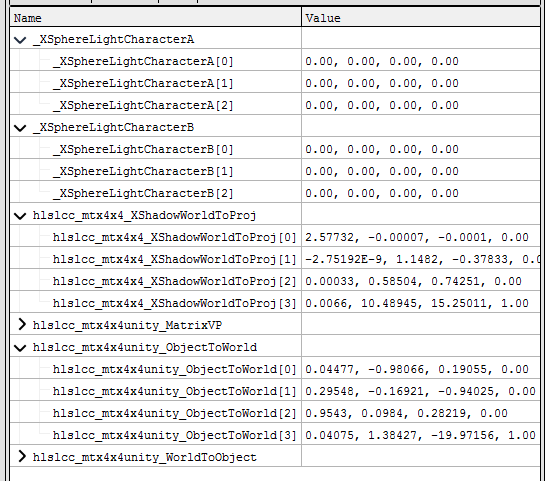 Name Value
_XSphereLightCharacterA
_XSphereLightCharacterA[0] 0.00, 0.00, 0.00, 0.00
_XSphereLightCharacterA[1] 0.00, 0.00, 0.00, 0.00
_XSphereLightCharacterA[2] 0.00, 0.00, 0.00, 0.00
_XSphereLightCharacterB
_XSphereLightCharacterB[0] 0.00, 0.00, 0.00, 0.00
_XSphereLightCharacterB[1] 0.00, 0.00, 0.00, 0.00
_XSphereLightCharacterB[2] 0.00, 0.00, 0.00, 0.00
hlslcc_mtx4x4_XShadowWorldToProj
hlslcc_mtx4x4_XShadowWorldToProj[0] 2.57732, -0.00007, -0.0001, 0.00
hlslcc_mtx4x4_XShadowWorldToProj[1] -2.75192E-9, 1.1482, -0.37833, 0.0
hlslcc_mtx4x4_XShadowWorldToProj[2] 0.00033, 0.58504, 0.74251, 0.00
hlslcc_mtx4x4_XShadowWorldToProj[3] 0.0066, 10.48945, 15.25011, 1.00
hlslcc_mtx4x4unity_MatrixVP
hlslcc_mtx4x4unity_ObjectToWorld
hlslcc_mtx4x4unity_ObjectToWorld[0] 0.04477, -0.98066, 0.19055, 0.00
hlslcc_mtx4x4unity_ObjectToWorld[1] 0.29548, -0.16921, -0.94025, 0.00
hlslcc_mtx4x4unity_ObjectToWorld[2] 0.9543, 0.0984, 0.28219, 0.00
hlslcc_mtx4x4unity_ObjectToWorld[3] 0.04075, 1.38427, -19.97156, 1.00
hlslcc_mtx4x4unity_WorldToObject